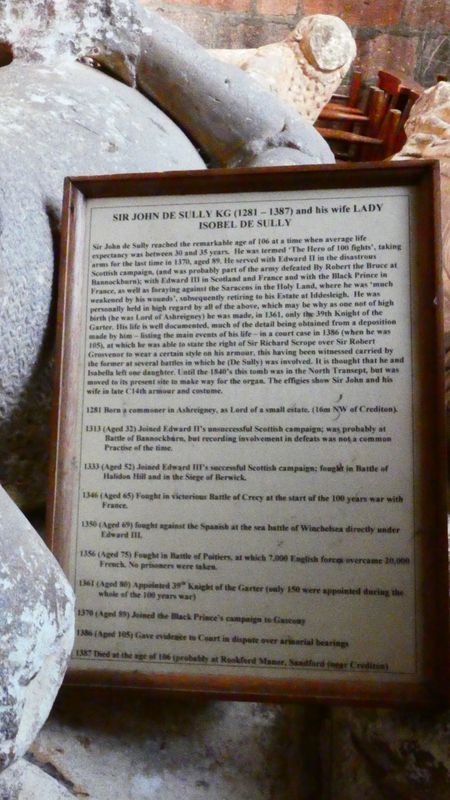 SIR JOHN DE SULLY KG (1281 – 1387) and his wife LADY
ISOBEL DE SULLY
Sir John de Sully reached the remarkable age of 106 at a time when average life
expectancy was between 30 and 35 years. He was termed 'The Hero of 100 fights', taking
arms for the last time in 1370, aged 89. He served with Edward II in the disastrous
Scottish campaign, (and was probably part of the army defeated By Robert the Bruce at
Bannockburn); with Edward III in Scotland and France and with the Black Prince in
France, as well as foraying against the Saracens in the Holy Land, where he was 'much
weakened by his wounds', subsequently retiring to his Estate at Iddesleigh. He was
personally held in high regard by all of the above, which may be why as one not of high
birth (he was Lord of Ashreigney) he was made, in 1361, only the 39th Knight of the
Garter. His life is well documented, much of the detail being obtained from a deposition
made by him – listing the main events of his life – in a court case in 1386 (when he was
105), at which he was able to state the right of Sir Richard Scrope over Sir Robert
Grosvenor to wear a certain style on his armour, this having been witnessed carried by
the former at several battles in which he (De Sully) was involved. It is thought that he and
Isabella left one daughter. Until the 1840's this tomb was in the North Transept, but was
moved to its present site to make way for the organ. The effigies show Sir John and his
wife in late C14th armour and costume.
1281 Born a commoner in Ashreigney, as Lord of a small estate. (16m NW of Crediton).
1313 (Aged 32) Joined Edward II's unsuccessful Scottish campaign; was probably at
Battle of Bannockburn, but recording involvement in defeats was not a common
Practise of the time.
1333 (Aged 52) Joined Edward III's successful Scottish campaign; fought in Battle of
Halidon Hill and in the Siege of Berwick.
1346 (Aged 65) Fought in victorious Battle of Crecy at the start of the 100 years war with
France.
1350 (Aged 69) fought against the Spanish at the sea battle of Winchelsea directly under
Edward III.
1356 (Aged 75) Fought in Battle of Poitiers, at which 7,000 English forces overcame 20,000
French. No prisoners were taken.
1361 (Aged 80) Appointed 39th Knight of the Garter (only 150 were appointed during the
whole of the 100 years war)
1370 (Aged 89) Joined the Black Prince's campaign to Gascony
1386 (Aged 105) Gave evidence to Court in dispute over armorial bearings
1387 Died at the age of 106 (probably at Rookford Manor, Sandford (near Crediton)